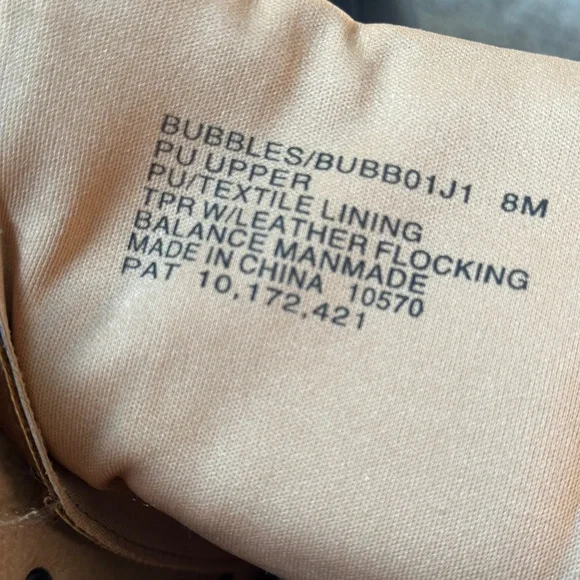 BUBBLES/BUBB01J1 8M
PU UPPER
PU/TEXTILE LINING
TPR W/LEATHER FLOCKING
BALANCE MANMADE
MADE IN CHINA 10570
PAT 10,172,421